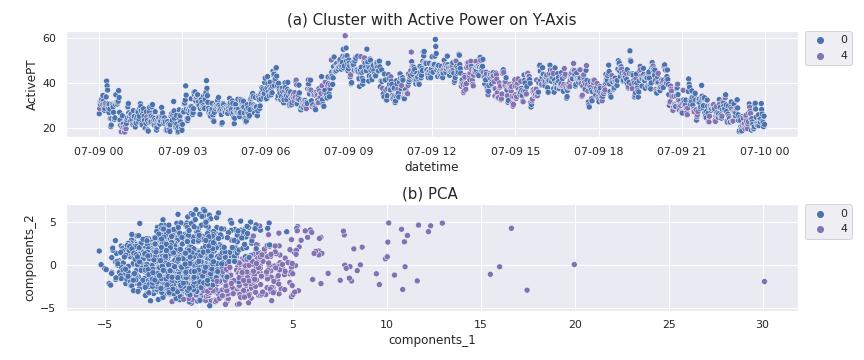 (a) Cluster with Active Power on Y-Axis
60
40
20
ActivePT
07-09 00 07-09 03 07-09 06 07-09 09 07-09 12 07-09 15 07-09 18 07-09 21 07-10 00
datetime
0
4
(b) PCA
5
0
−5
components_2
−5 0 5 10 15 20 25 30
components_1
0
4